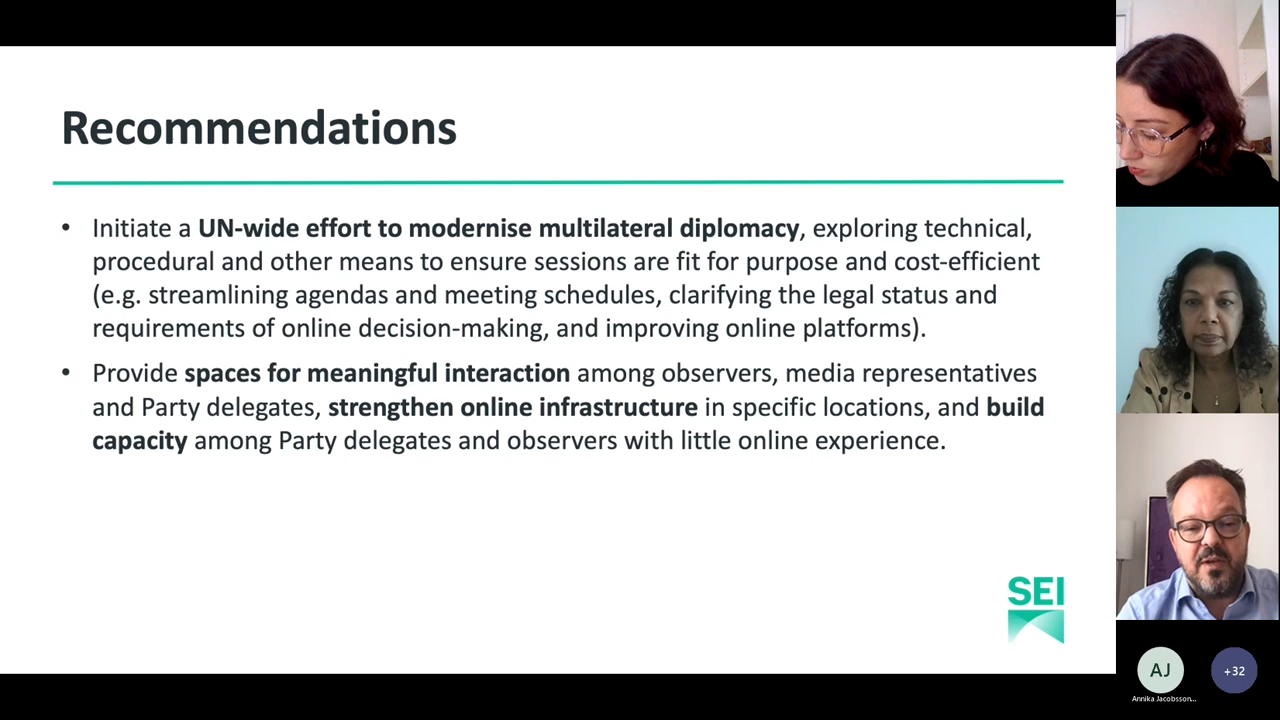 Recommendations
• Initiate a UN-wide effort to modernise multilateral diplomacy, exploring technical,
procedural and other means to ensure sessions are fit for purpose and cost-efficient
(e.g. streamlining agendas and meeting schedules, clarifying the legal status and
requirements of online decision-making, and improving online platforms).
• Provide spaces for meaningful interaction among observers, media representatives
and Party delegates, strengthen online infrastructure in specific locations, and build
capacity among Party delegates and observers with little online experience.
SEI
AJ
+32
Annika Jacobsson...